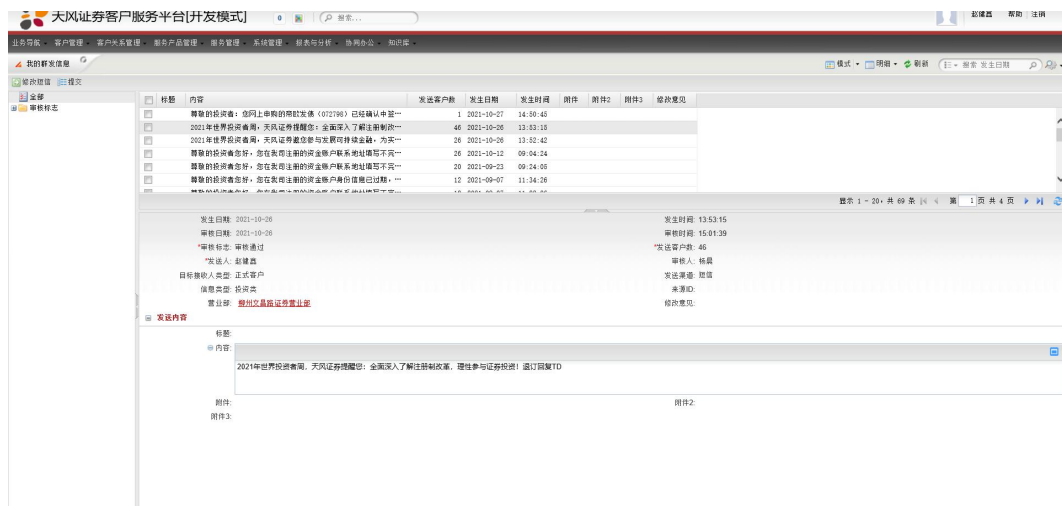 天风证券客户服务平台[开发模式] 0 搜索... 赵健鑫 帮助 注销
业务导航 客户管理 客户关系管理 服务产品管理 服务管理 系统管理 报表与分析 协同办公 知识库
我的群发信息 模式 明细 刷新 搜索 发生日期
修改短信 提交
全部
审核标志
标题 内容 发送客户数 发生日期 发生时间 附件 附件2 附件3 修改意见
尊敬的投资者：您网上申购的帝欧发债（072798）已经确认中签… 1 2021-10-27 14:50:45
2021年世界投资者周，天风证券提醒您：全面深入了解注册制改… 46 2021-10-26 13:53:15
2021年世界投资者周，天风证券邀您参与发展可持续金融，为实… 26 2021-10-26 13:52:42
尊敬的投资者您好，您在我司注册的资金账户联系地址填写不完… 26 2021-10-12 09:04:24
尊敬的投资者您好，您在我司注册的资金账户联系地址填写不完… 20 2021-09-23 09:24:05
尊敬的投资者您好，您在我司注册的资金账户身份信息已过期，… 12 2021-09-07 11:34:26
显示 1 - 20，共 69 条 第 1 页 共 4 页
发生日期: 2021-10-26 发生时间: 13:53:15
审核日期: 2021-10-26 审核时间: 15:01:39
*审核标志: 审核通过 *发送客户数: 46
*发送人: 赵健鑫 审核人: 杨晨
目标接收人类型: 正式客户 发送渠道: 短信
信息类型: 投资类 来源ID:
营业部: 柳州文昌路证券营业部 修改意见:
发送内容
标题:
内容:
2021年世界投资者周，天风证券提醒您：全面深入了解注册制改革，理性参与证券投资！退订回复TD
附件: 附件2:
附件3: